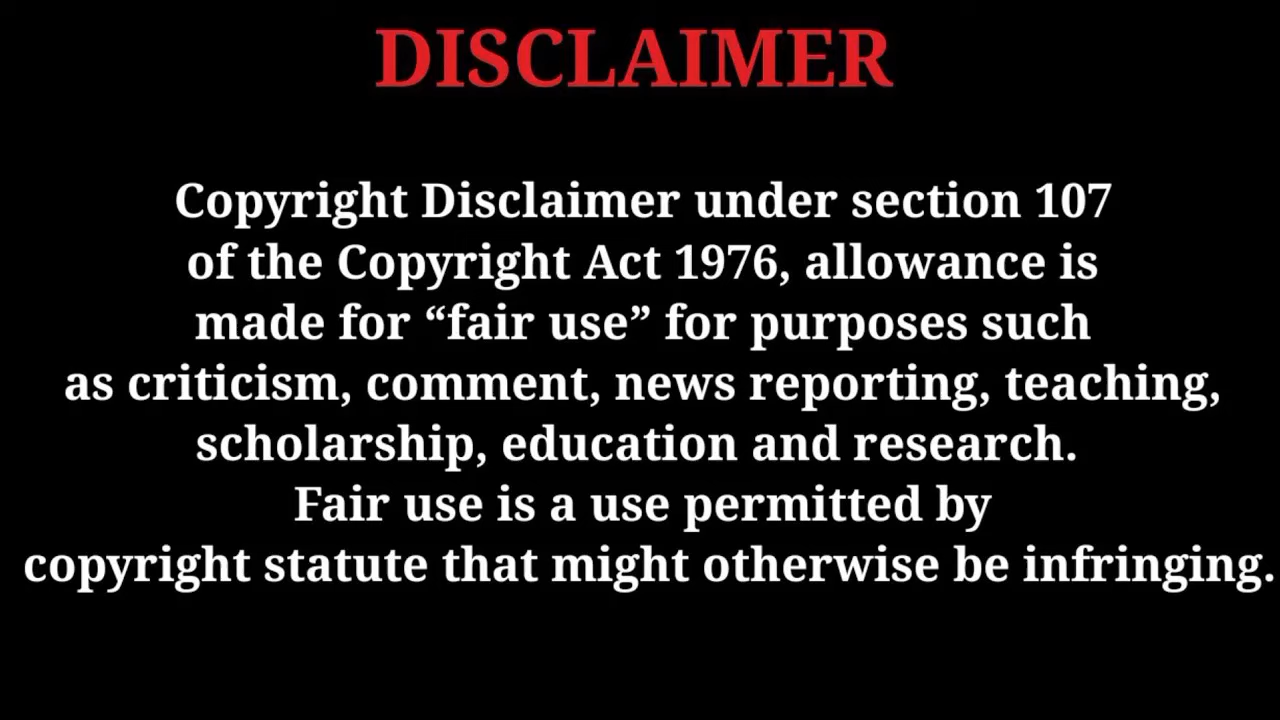 DISCLAIMER
Copyright Disclaimer under section 107
of the Copyright Act 1976, allowance is
made for “fair use” for purposes such
as criticism, comment, news reporting, teaching,
scholarship, education and research.
Fair use is a use permitted by
copyright statute that might otherwise be infringing.